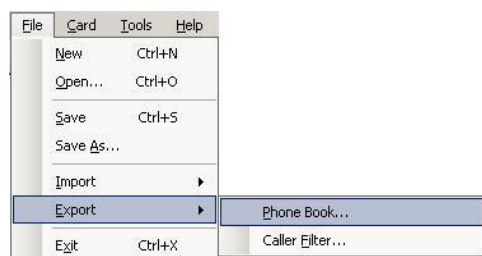 File Card Tools Help
New Ctrl+N
Open... Ctrl+O
Save Ctrl+S
Save As...
Import
Export
Phone Book...
Exit Ctrl+X
Caller Filter...